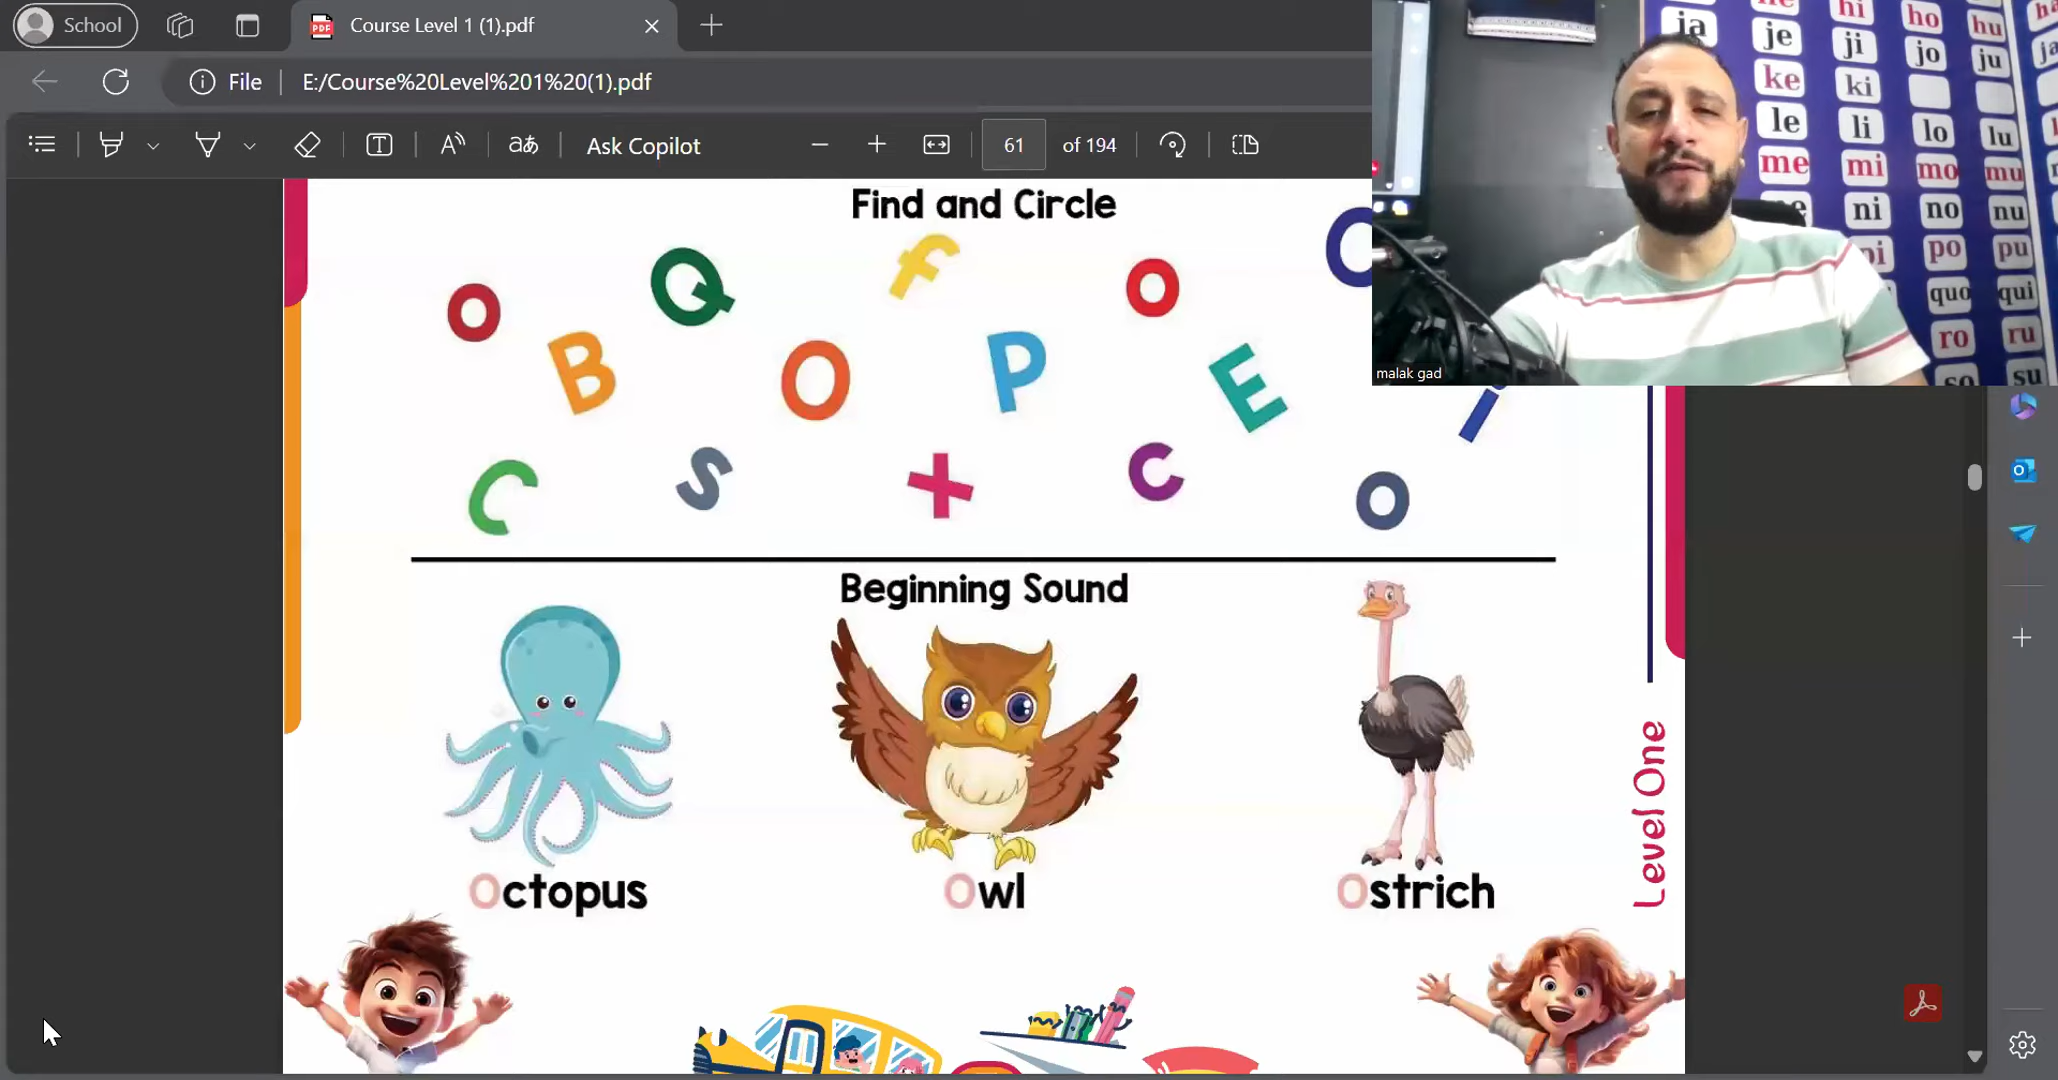 School
Course Level 1 (1).pdf
File
E:/Course%20Level%201%20(1).pdf
Ask Copilot
61 of 194
Find and Circle
o Q f o
B O P E i
c s t c o
Beginning Sound
Octopus Owl Ostrich
Level One
malak gad
hi ho hu
ja je ji jo ju
ke ki
le li lo lu
me mi mo mu
ni no nu
pi po pu
quo qui
ro ru
so su